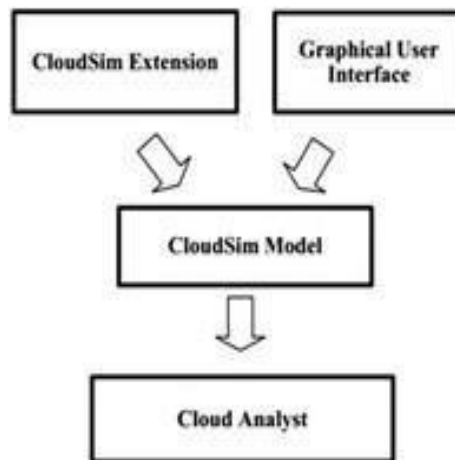 CloudSim Extension
Graphical User
Interface
CloudSim Model
Cloud Analyst